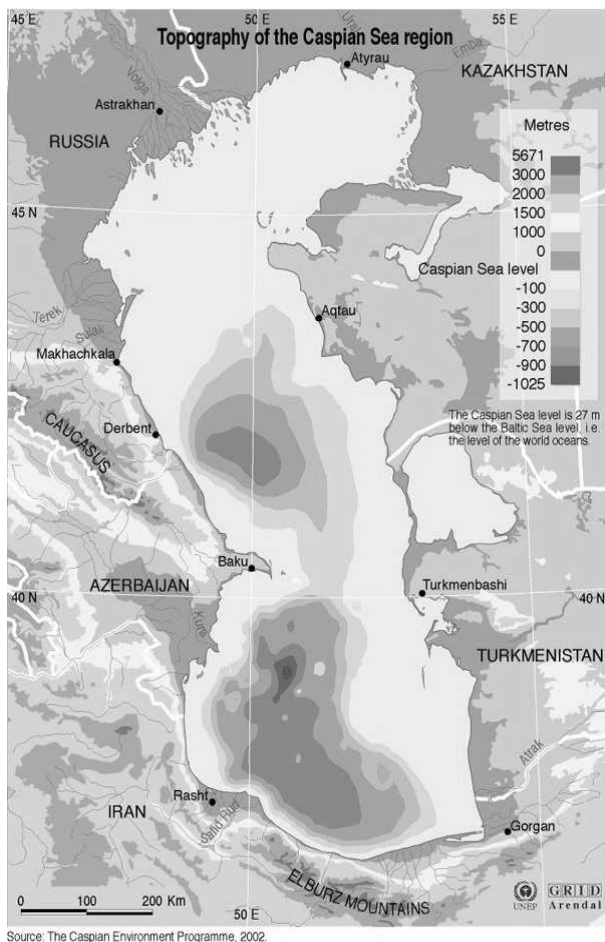 45 E
50 E
55 E
Topography of the Caspian Sea region
Ural
Atyrau
Emba
KAZAKHSTAN
Volga
Astrakhan
RUSSIA
Metres
5671
3000
2000
1500
1000
0
Caspian Sea level
-100
-300
-500
-700
-900
-1025
45 N
Aqtau
Terek
Sulak
Makhachkala
The Caspian Sea level is 27 m
below the Baltic Sea level, i.e.
the level of the world oceans.
Derbent
CAUCASUS
Baku
AZERBAIJAN
Turkmenbashi
40 N
40 N
Kura
TURKMENISTAN
Atrak
Rasht
IRAN
Sand Rud
Gorgan
ELBURZ MOUNTAINS
0 100 200 Km
50 E
UNEP
GRID
Arendal
Source: The Caspian Environment Programme, 2002.